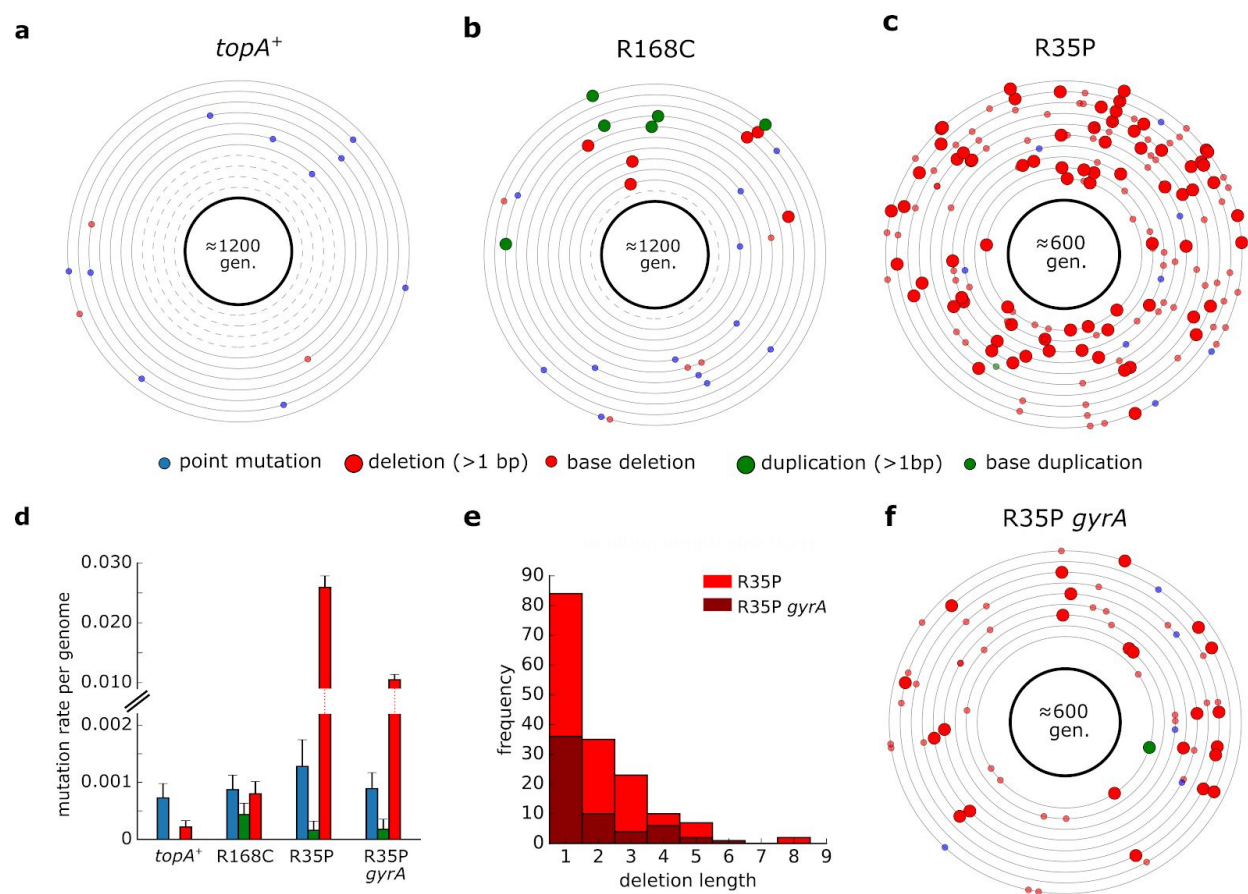 a
topA+
b
R168C
c
R35P
≈1200
gen.
≈1200
gen.
≈600
gen.
point mutation
deletion (>1 bp)
base deletion
duplication (>1bp)
base duplication
d
mutation rate per genome
0.030
0.020
0.010
0.002
0.001
0
topA+
R168C
R35P
R35P
gyrA
e
frequency
90
80
70
60
50
40
30
20
10
0
R35P
R35P gyrA
1 2 3 4 5 6 7 8 9
deletion length
f
R35P gyrA
≈600
gen.